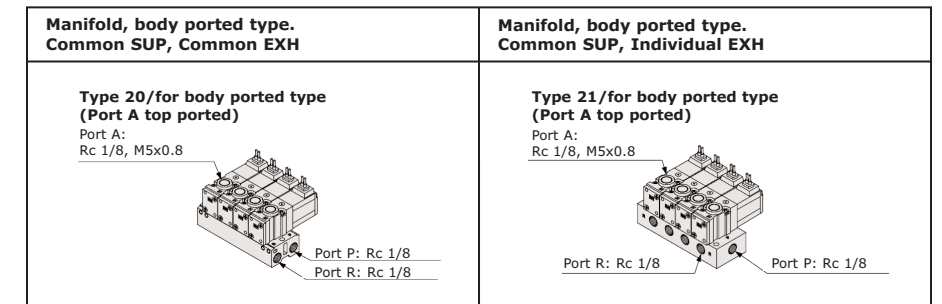 Manifold, body ported type.
Common SUP, Common EXH
Type 20/for body ported type
(Port A top ported)
Port A:
Rc 1/8, M5x0.8
Port P: Rc 1/8
Port R: Rc 1/8
Manifold, body ported type.
Common SUP, Individual EXH
Type 21/for body ported type
(Port A top ported)
Port A:
Rc 1/8, M5x0.8
Port R: Rc 1/8
Port P: Rc 1/8